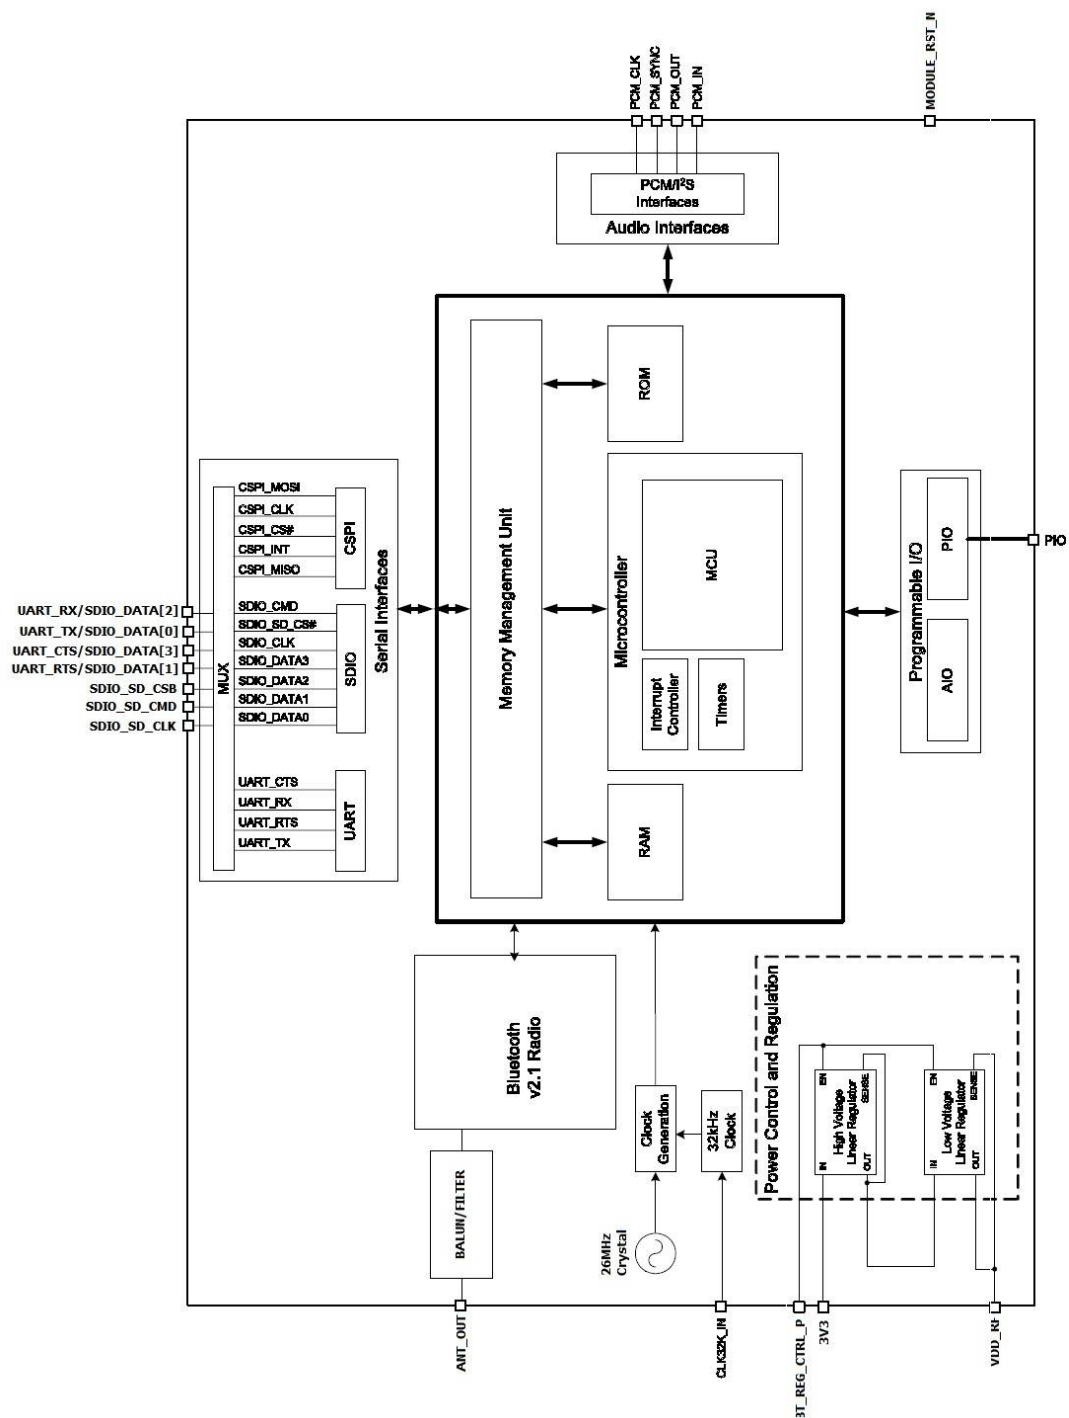 PCM_CLK
PCM_SYNC
PCM_OUT
PCM_IN
MODULE_RST_N
PCM/I²S
Interfaces
Audio Interfaces
ROM
Memory Management Unit
Microcontroller
MCU
Interrupt
Controller
Timers
RAM
CSPI_MOSI
CSPI_CLK
CSPI_CS#
CSPI_INT
CSPI_MISO
CSPI
SDIO_CMD
SDIO_SD_CS#
SDIO_CLK
SDIO_DATA3
SDIO_DATA2
SDIO_DATA1
SDIO_DATA0
SDIO
UART_CTS
UART_RX
UART_RTS
UART_TX
UART
MUX
Serial Interfaces
UART_RX/SDIO_DATA[2]
UART_TX/SDIO_DATA[0]
UART_CTS/SDIO_DATA[3]
UART_RTS/SDIO_DATA[1]
SDIO_SD_CSB
SDIO_SD_CMD
SDIO_SD_CLK
Programmable I/O
PIO
AIO
PIO
Bluetooth
v2.1 Radio
BALUN/FILTER
Clock
Generation
32kHz
Clock
26MHz
Crystal
Power Control and Regulation
EN
SENSE
High Voltage
Linear Regulator
IN
OUT
EN
SENSE
Low Voltage
Linear Regulator
IN
OUT
ANT_OUT
CLK32K_IN
BT_REG_CTRL_P
3V3
VDD_RF